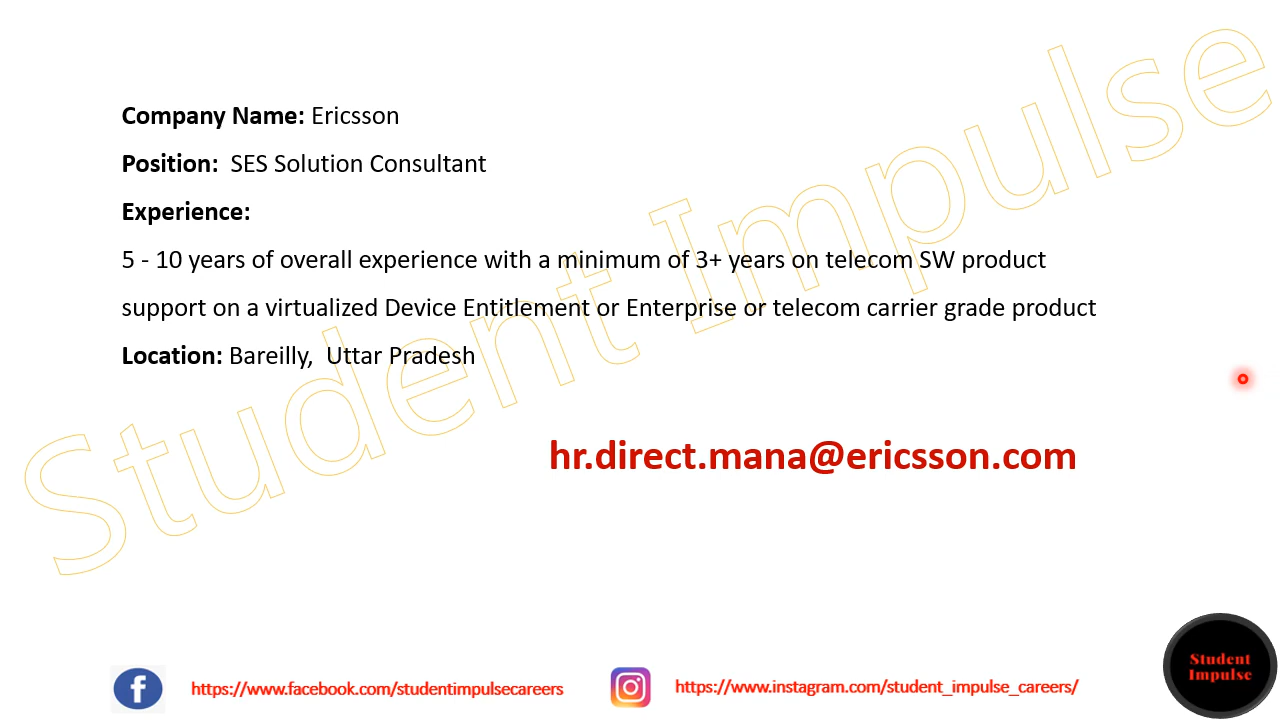 Company Name: Ericsson
Position: SES Solution Consultant
Experience:
5 - 10 years of overall experience with a minimum of 3+ years on telecom SW product
support on a virtualized Device Entitlement or Enterprise or telecom carrier grade product
Location: Bareilly, Uttar Pradesh
hr.direct.mana@ericsson.com
Student Impulse
https://www.facebook.com/studentimpulsecareers
https://www.instagram.com/student_impulse_careers/
Student
Impulse